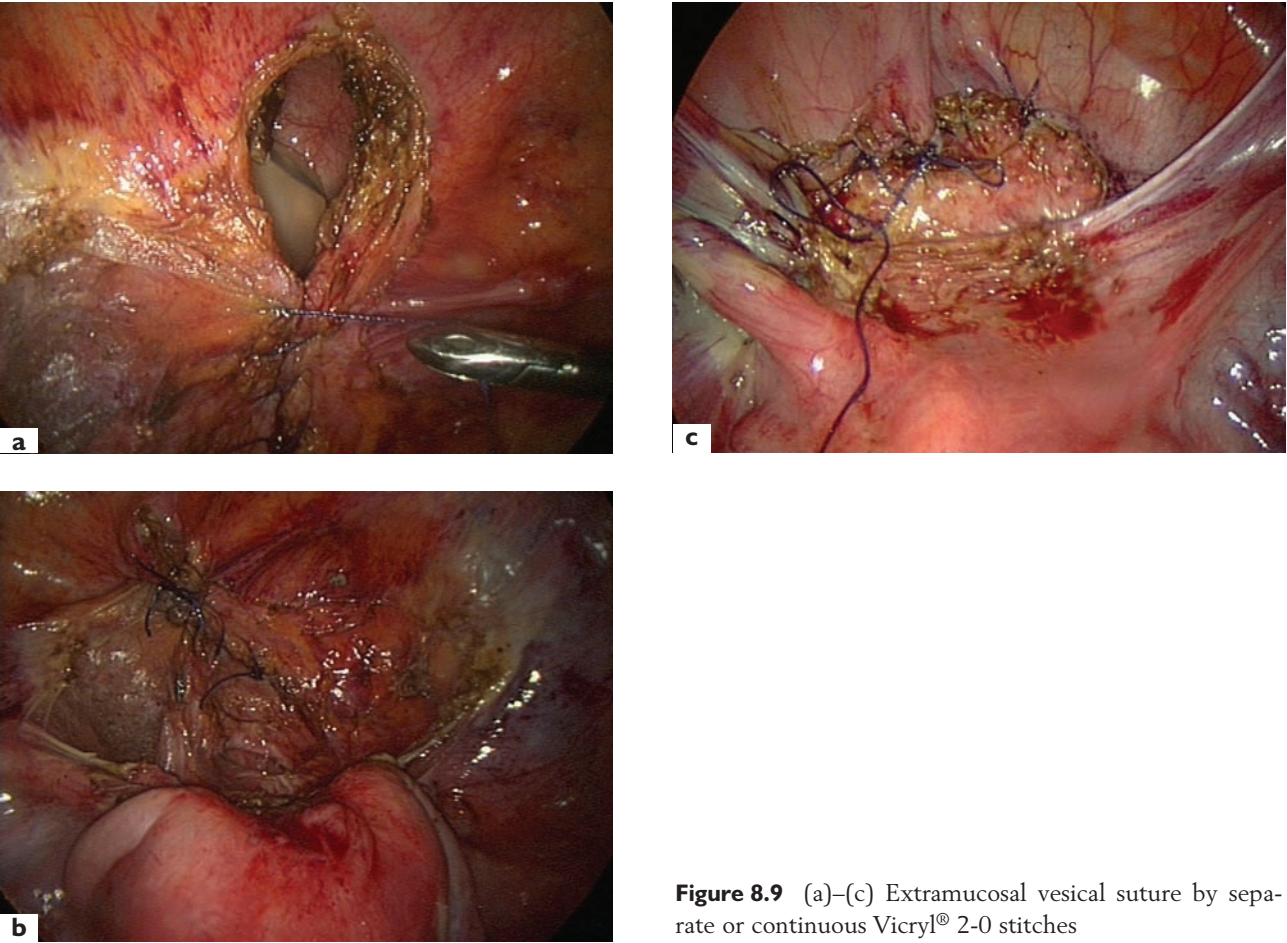 a
c
b
Figure 8.9 (a)–(c) Extramucosal vesical suture by sepa-
rate or continuous Vicryl® 2-0 stitches